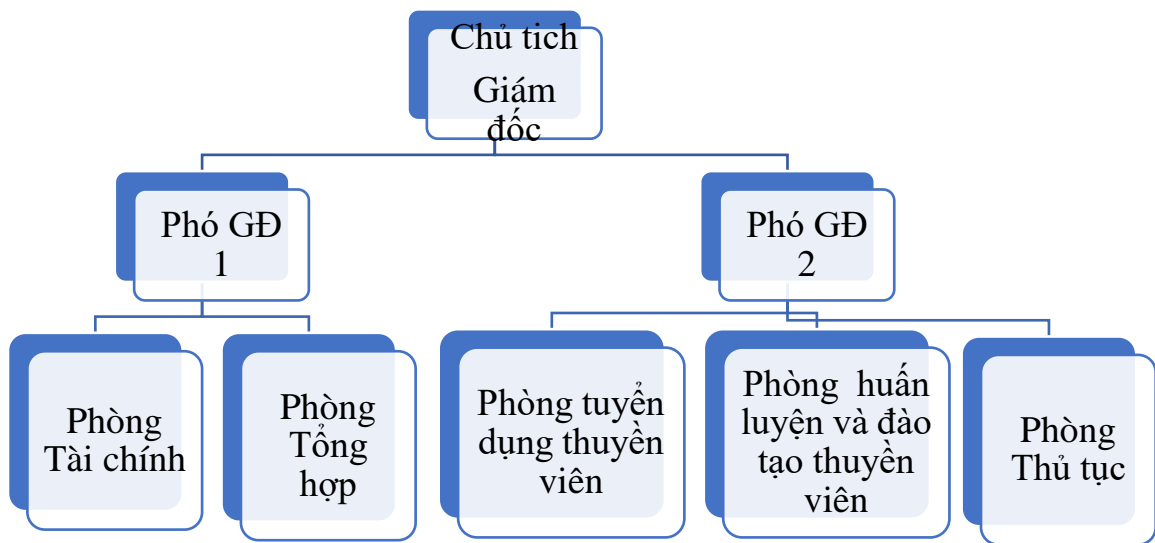 Chủ tich
Giám
đốc
Phó GĐ
1
Phó GĐ
2
Phòng
Tài chính
Phòng
Tổng
hợp
Phòng tuyển
dụng thuyền
viên
Phòng huấn
luyện và đào
tạo thuyền
viên
Phòng
Thủ tục